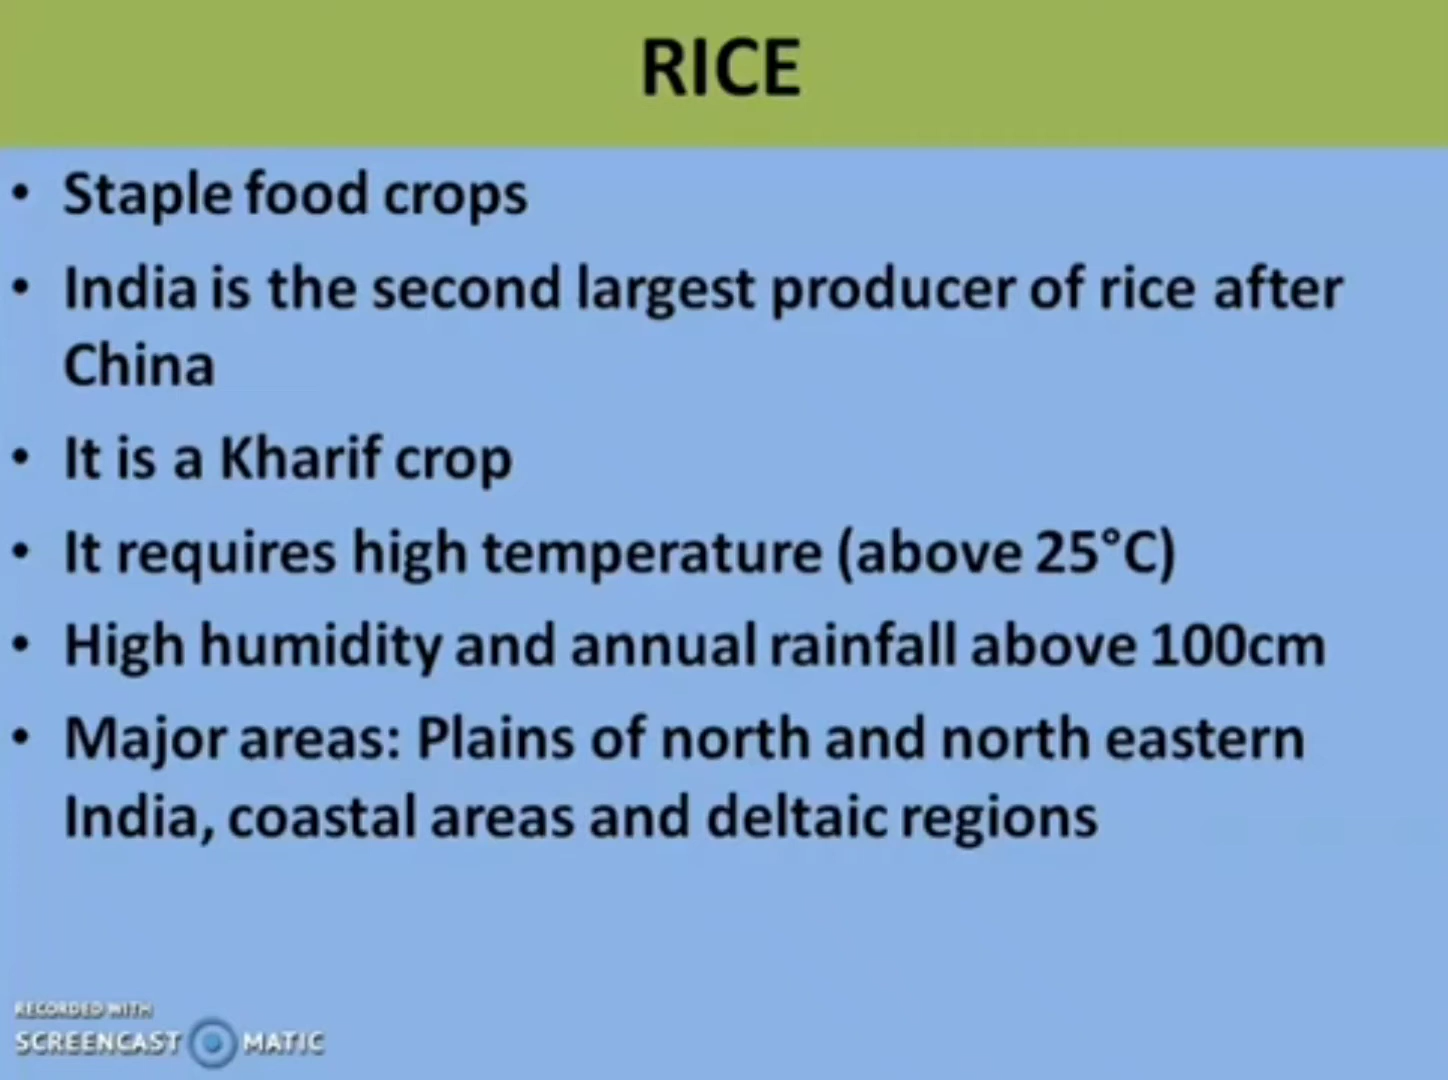 RICE
• Staple food crops
• India is the second largest producer of rice after
China
• It is a Kharif crop
• It requires high temperature (above 25°C)
• High humidity and annual rainfall above 100cm
• Major areas: Plains of north and north eastern
India, coastal areas and deltaic regions
RECORDED WITH
SCREENCAST MATIC